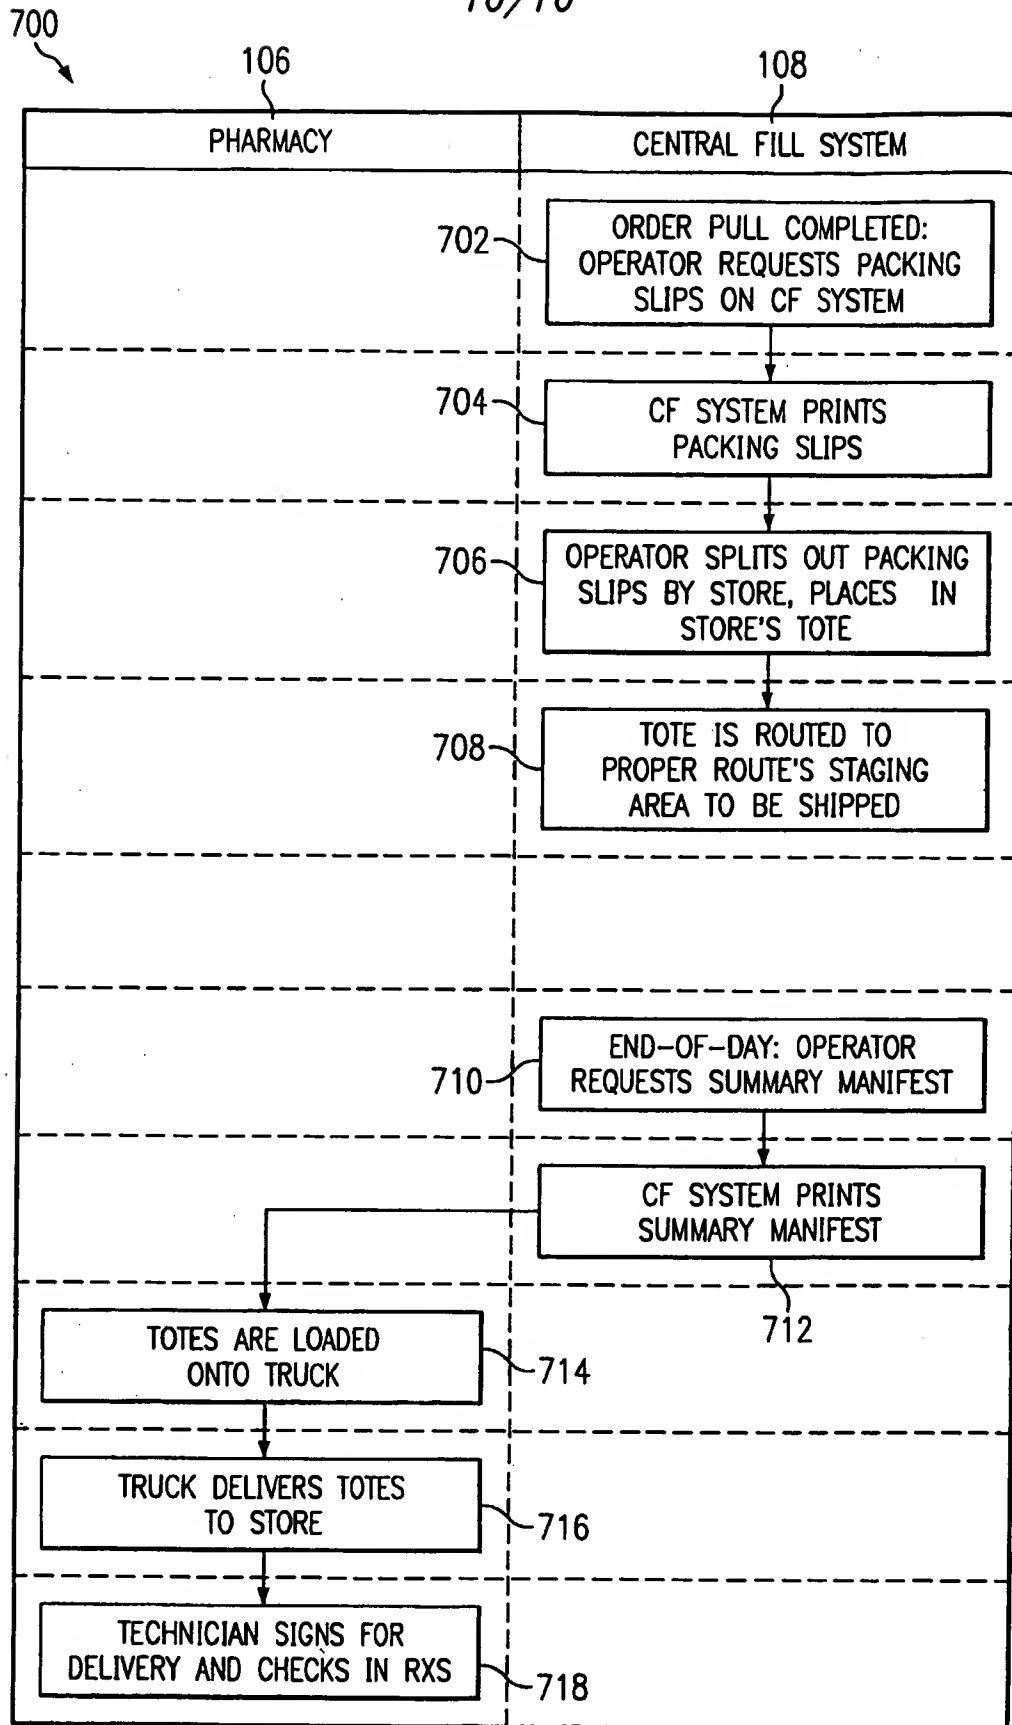 700
106
108
PHARMACY
CENTRAL FILL SYSTEM
702
ORDER PULL COMPLETED:
OPERATOR REQUESTS PACKING
SLIPS ON CF SYSTEM
704
CF SYSTEM PRINTS
PACKING SLIPS
706
OPERATOR SPLITS OUT PACKING
SLIPS BY STORE, PLACES IN
STORE'S TOTE
708
TOTE IS ROUTED TO
PROPER ROUTE'S STAGING
AREA TO BE SHIPPED
710
END-OF-DAY: OPERATOR
REQUESTS SUMMARY MANIFEST
CF SYSTEM PRINTS
SUMMARY MANIFEST
712
TOTES ARE LOADED
ONTO TRUCK
714
TRUCK DELIVERS TOTES
TO STORE
716
TECHNICIAN SIGNS FOR
DELIVERY AND CHECKS IN RXS
718